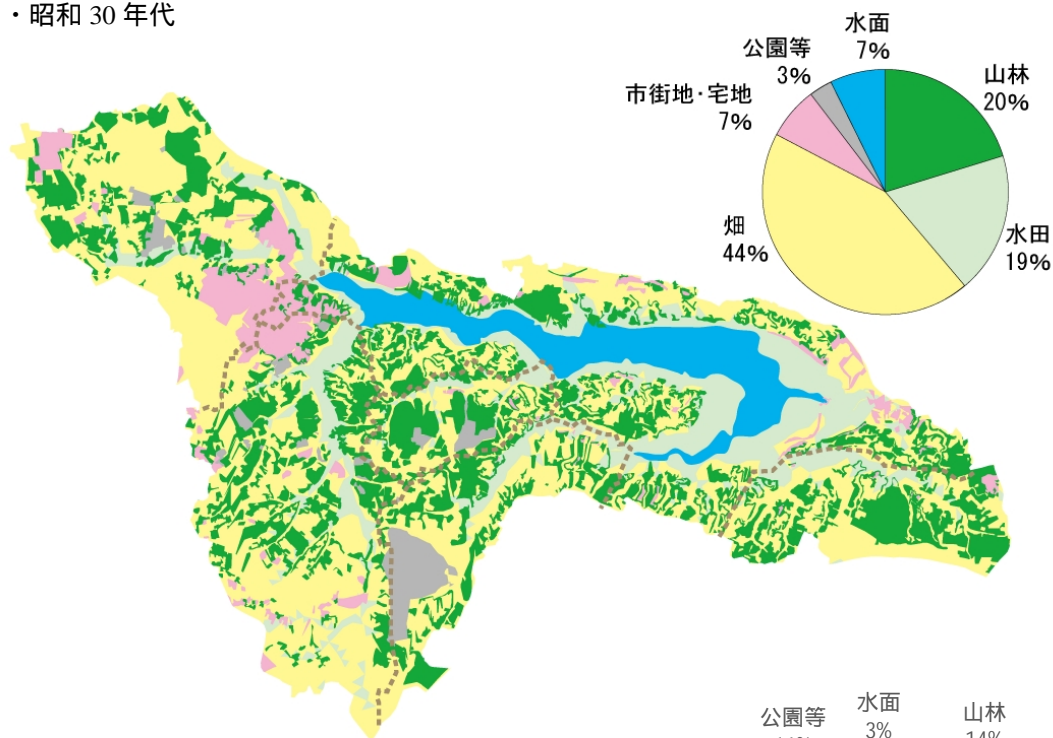 ・昭和 30 年代
水面
7%
公園等
3%
山林
20%
市街地・宅地
7%
畑
44%
水田
19%
水面
3%
公園等
山林
14%